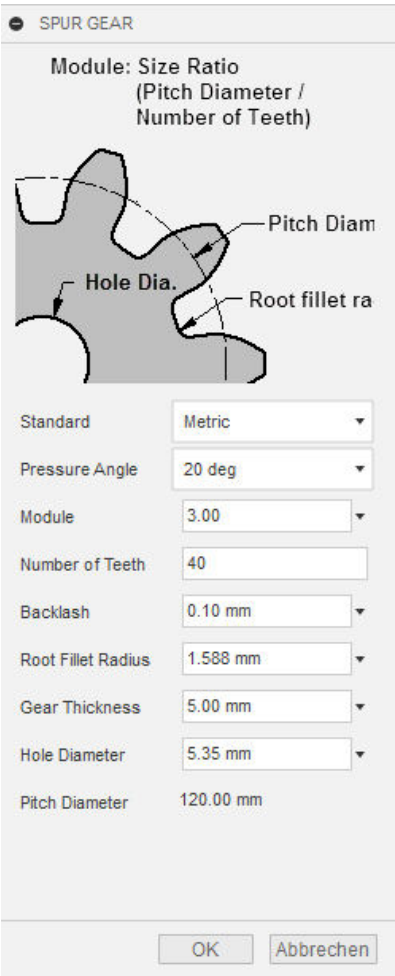 SPUR GEAR
Module: Size Ratio
(Pitch Diameter /
Number of Teeth)
Pitch Diam
Hole Dia.
Root fillet ra
Standard Metric
Pressure Angle 20 deg
Module 3.00
Number of Teeth 40
Backlash 0.10 mm
Root Fillet Radius 1.588 mm
Gear Thickness 5.00 mm
Hole Diameter 5.35 mm
Pitch Diameter 120.00 mm
OK Abbrechen